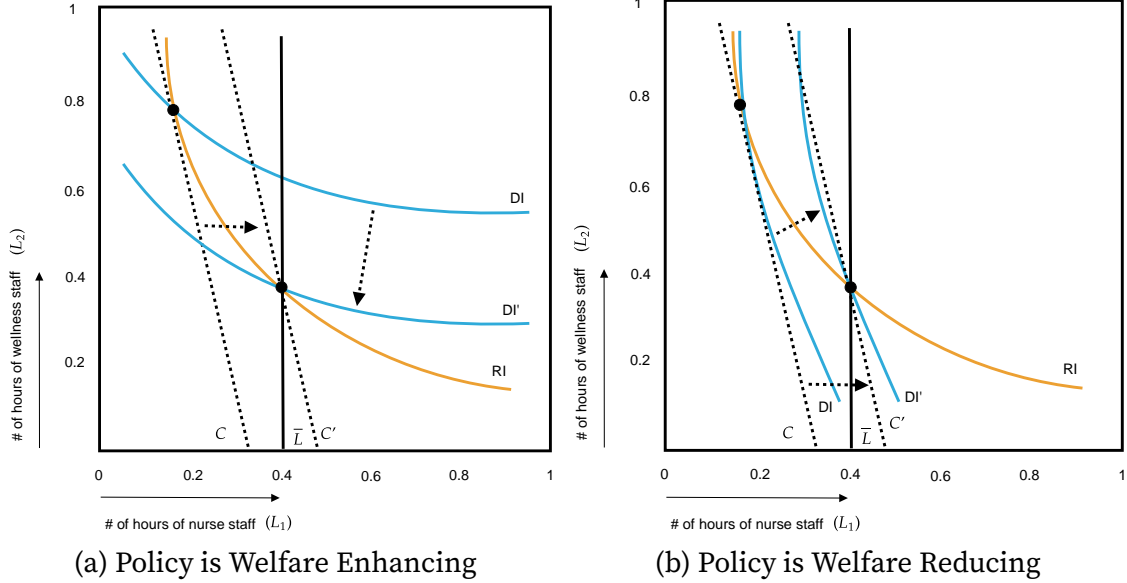 1
0.8
0.6
0.4
0.2
# of hours of wellness staff (L₂)
DI
DI'
RI
C
L̅
C′
0
0.2
0.4
0.6
0.8
1
# of hours of nurse staff (L₁)
(a) Policy is Welfare Enhancing
1
0.8
0.6
0.4
0.2
# of hours of wellness staff (L₂)
RI
DI
DI'
C′
C
L̅
0
0.2
0.4
0.6
0.8
1
# of hours of nurse staff (L₁)
(b) Policy is Welfare Reducing